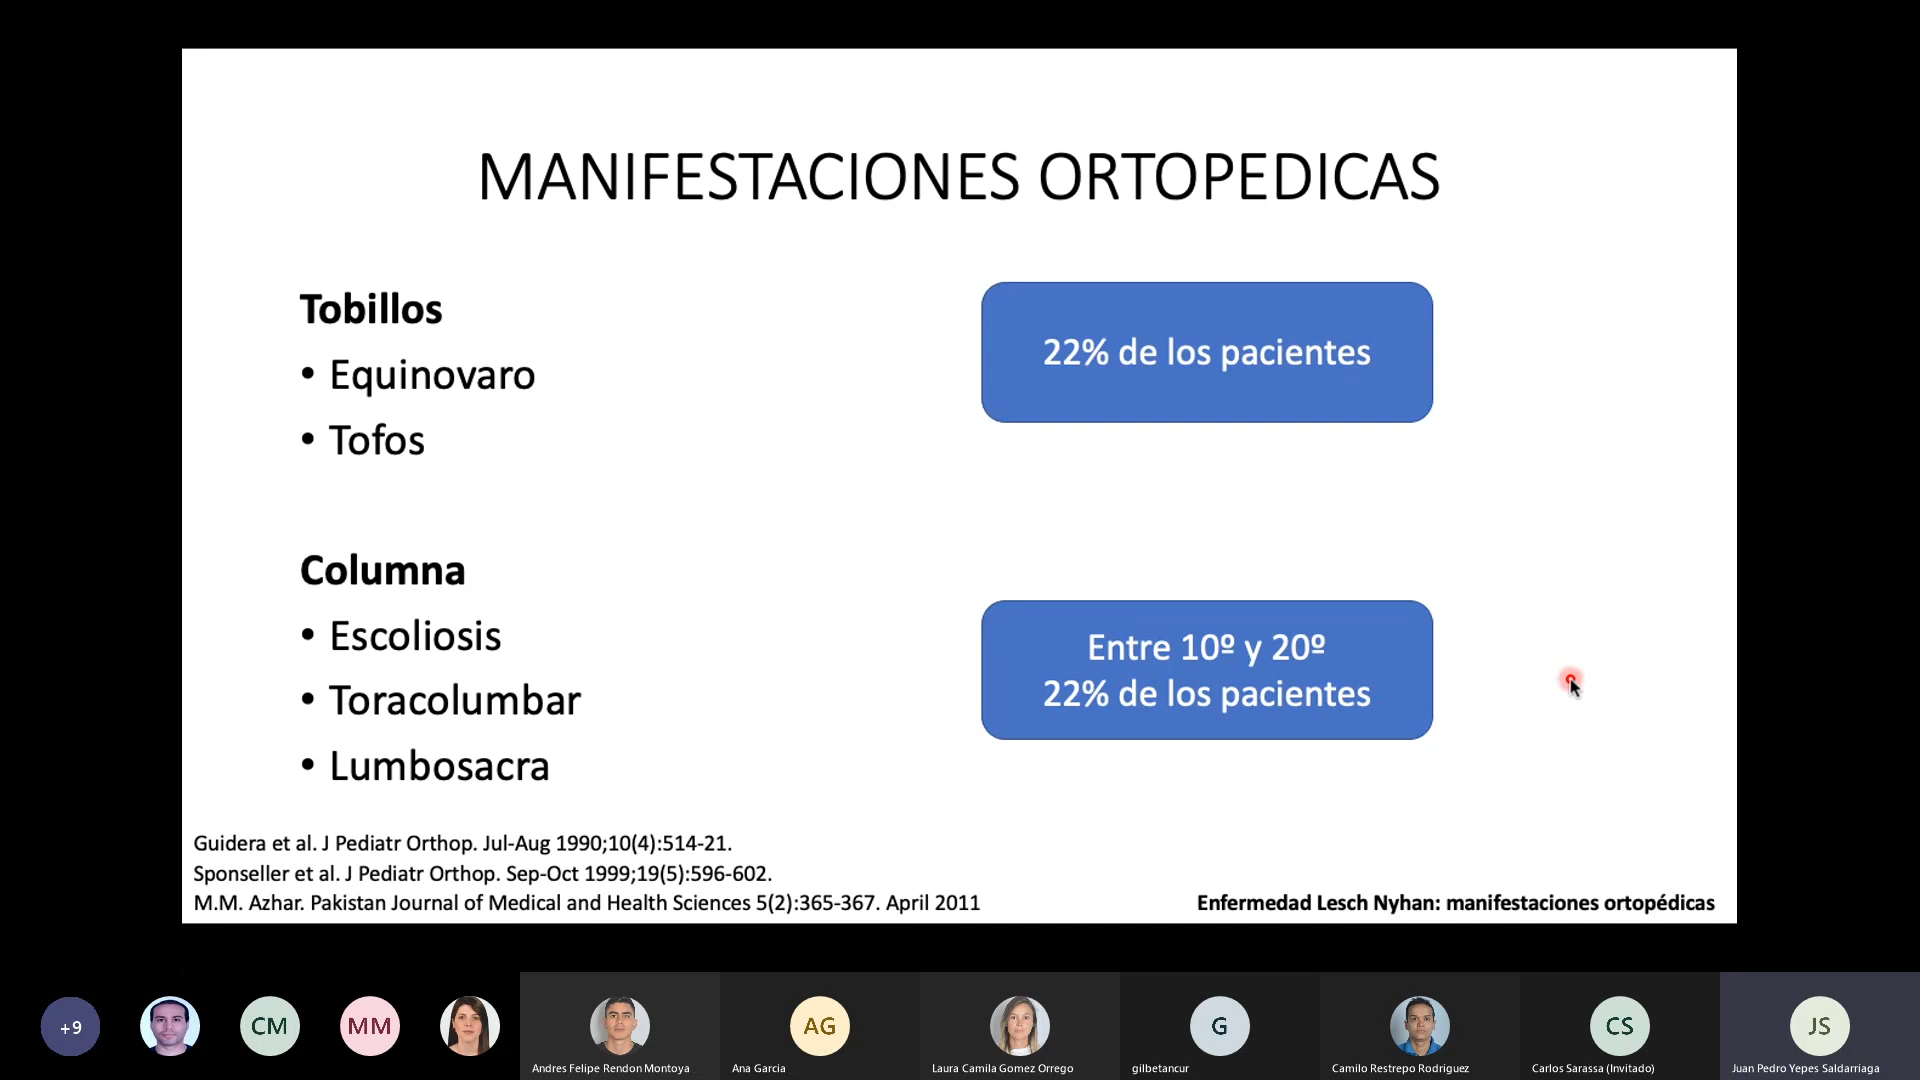 MANIFESTACIONES ORTOPEDICAS
Tobillos
• Equinovaro
• Tofos
22% de los pacientes
Columna
• Escoliosis
• Toracolumbar
• Lumbosacra
Entre 10º y 20º
22% de los pacientes
Guidera et al. J Pediatr Orthop. Jul-Aug 1990;10(4):514-21.
Sponseller et al. J Pediatr Orthop. Sep-Oct 1999;19(5):596-602.
M.M. Azhar. Pakistan Journal of Medical and Health Sciences 5(2):365-367. April 2011
Enfermedad Lesch Nyhan: manifestaciones ortopédicas
+9
CM
MM
Andres Felipe Rendon Montoya
AG
Ana Garcia
Laura Camila Gomez Orrego
G
gilbetancur
Camilo Restrepo Rodriguez
CS
Carlos Sarassa (Invitado)
JS
Juan Pedro Yepes Saldarriaga